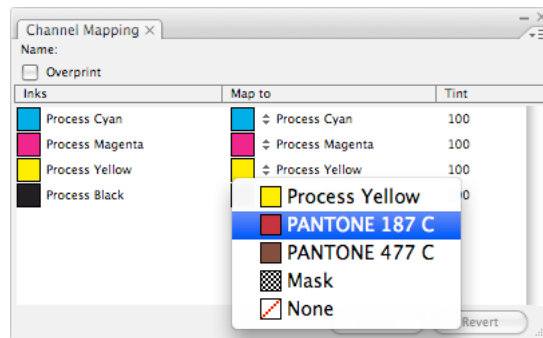 Channel Mapping ×
Name:
Overprint
Inks Map to Tint
Process Cyan Process Cyan 100
Process Magenta Process Magenta 100
Process Yellow Process Yellow 100
Process Black 0
Process Yellow
PANTONE 187 C
PANTONE 477 C
Mask
None
Revert